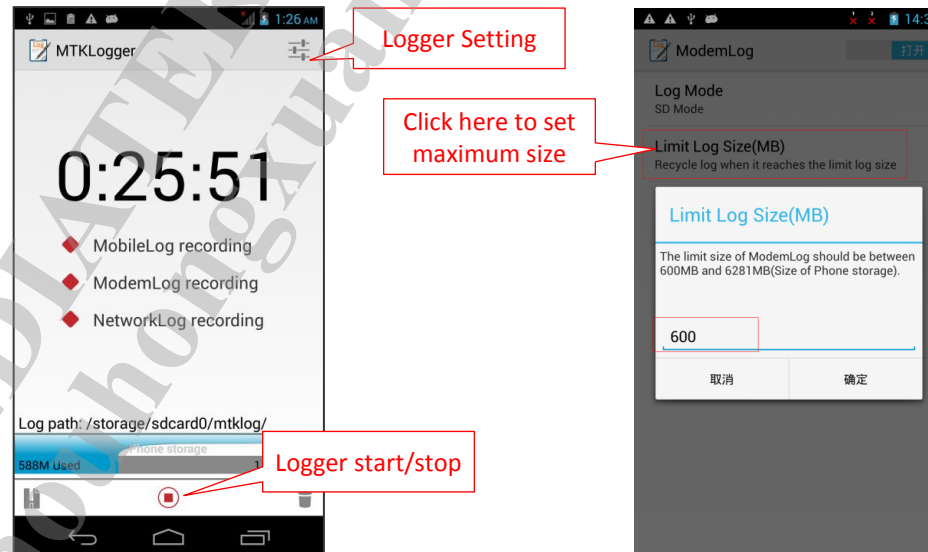 1:26 AM
MTKLogger
0:25:51
MobileLog recording
ModemLog recording
NetworkLog recording
Log path: /storage/sdcard0/mtklog/
Phone storage
588M Used
Logger Setting
Click here to set
maximum size
Logger start/stop
14:3
ModemLog
打开
Log Mode
SD Mode
Limit Log Size(MB)
Recycle log when it reaches the limit log size
Limit Log Size(MB)
The limit size of ModemLog should be between
600MB and 6281MB(Size of Phone storage).
600
取消
确定